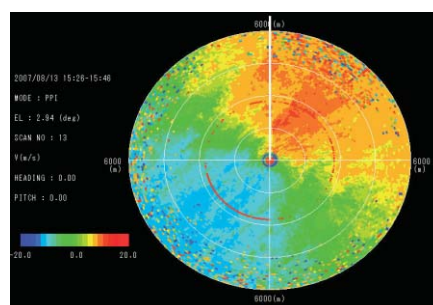 6000(m)
2007/08/13 15:26-15:46
MODE : PPI
EL : 2.94 (deg)
SCAN NO : 13
V(m/s)
6000
(m)
6000
(m)
HEADING : 0.00
PITCH : 0.00
-20.0 0.0 20.0
6000(m)